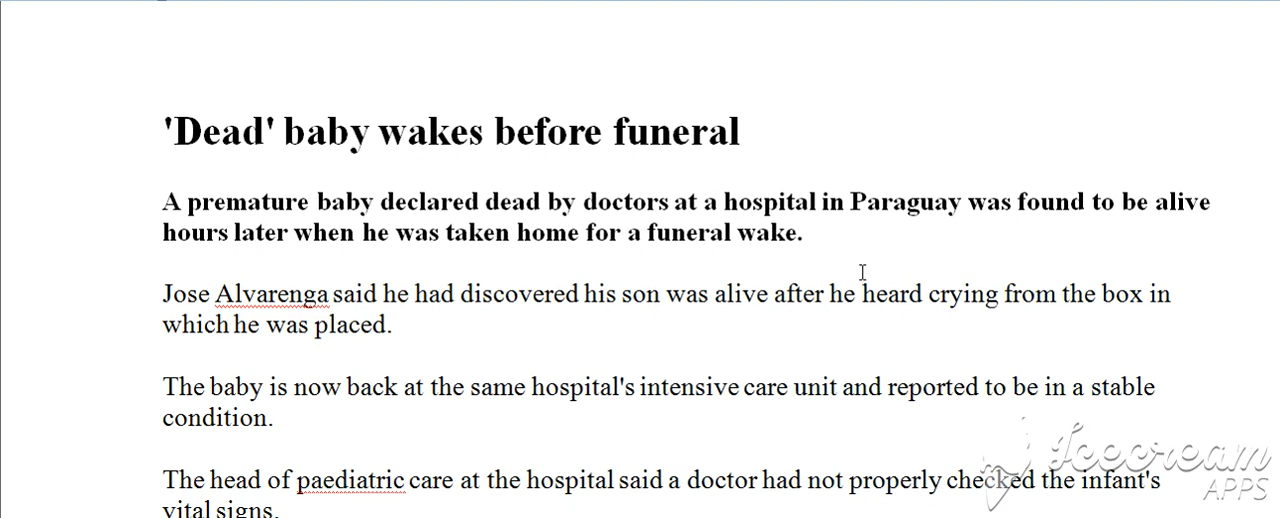 'Dead' baby wakes before funeral
A premature baby declared dead by doctors at a hospital in Paraguay was found to be alive
hours later when he was taken home for a funeral wake.
Jose Alvarenga said he had discovered his son was alive after he heard crying from the box in
which he was placed.
The baby is now back at the same hospital's intensive care unit and reported to be in a stable
condition.
The head of paediatric care at the hospital said a doctor had not properly checked the infant's
vital signs.
Icecream
APPS